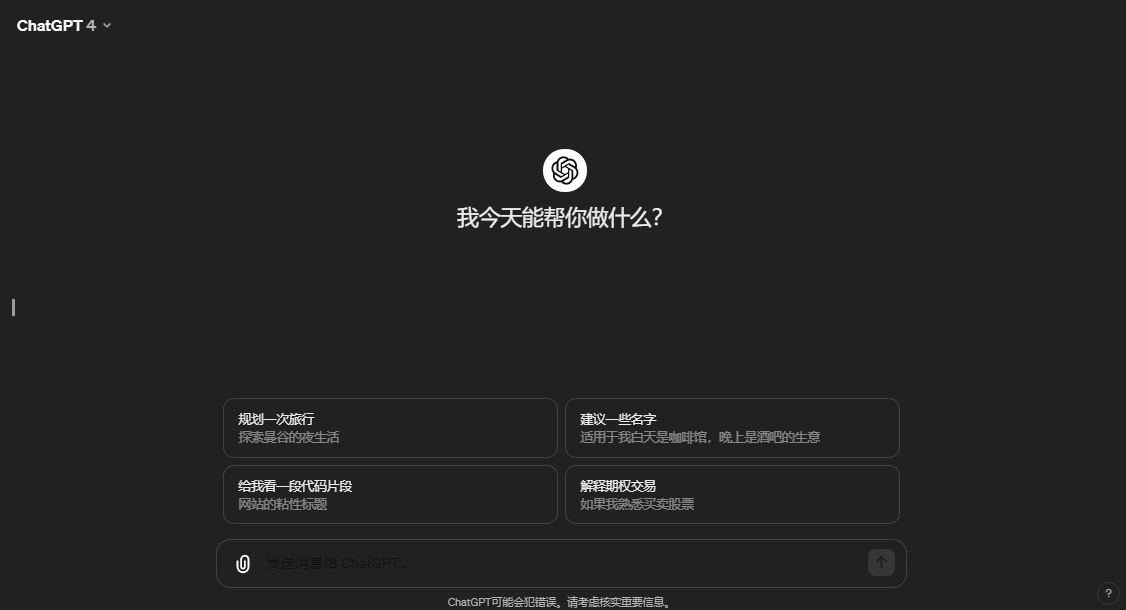 ChatGPT 4
我今天能帮你做什么?
规划一次旅行
探索曼谷的夜生活
建议一些名字
适用于我白天是咖啡馆，晚上是酒吧的生意
给我看一段代码片段
网站的粘性标题
解释期权交易
如果我熟悉买卖股票
发送消息给 ChatGPT...
ChatGPT可能会犯错误。请考虑核实重要信息。
?